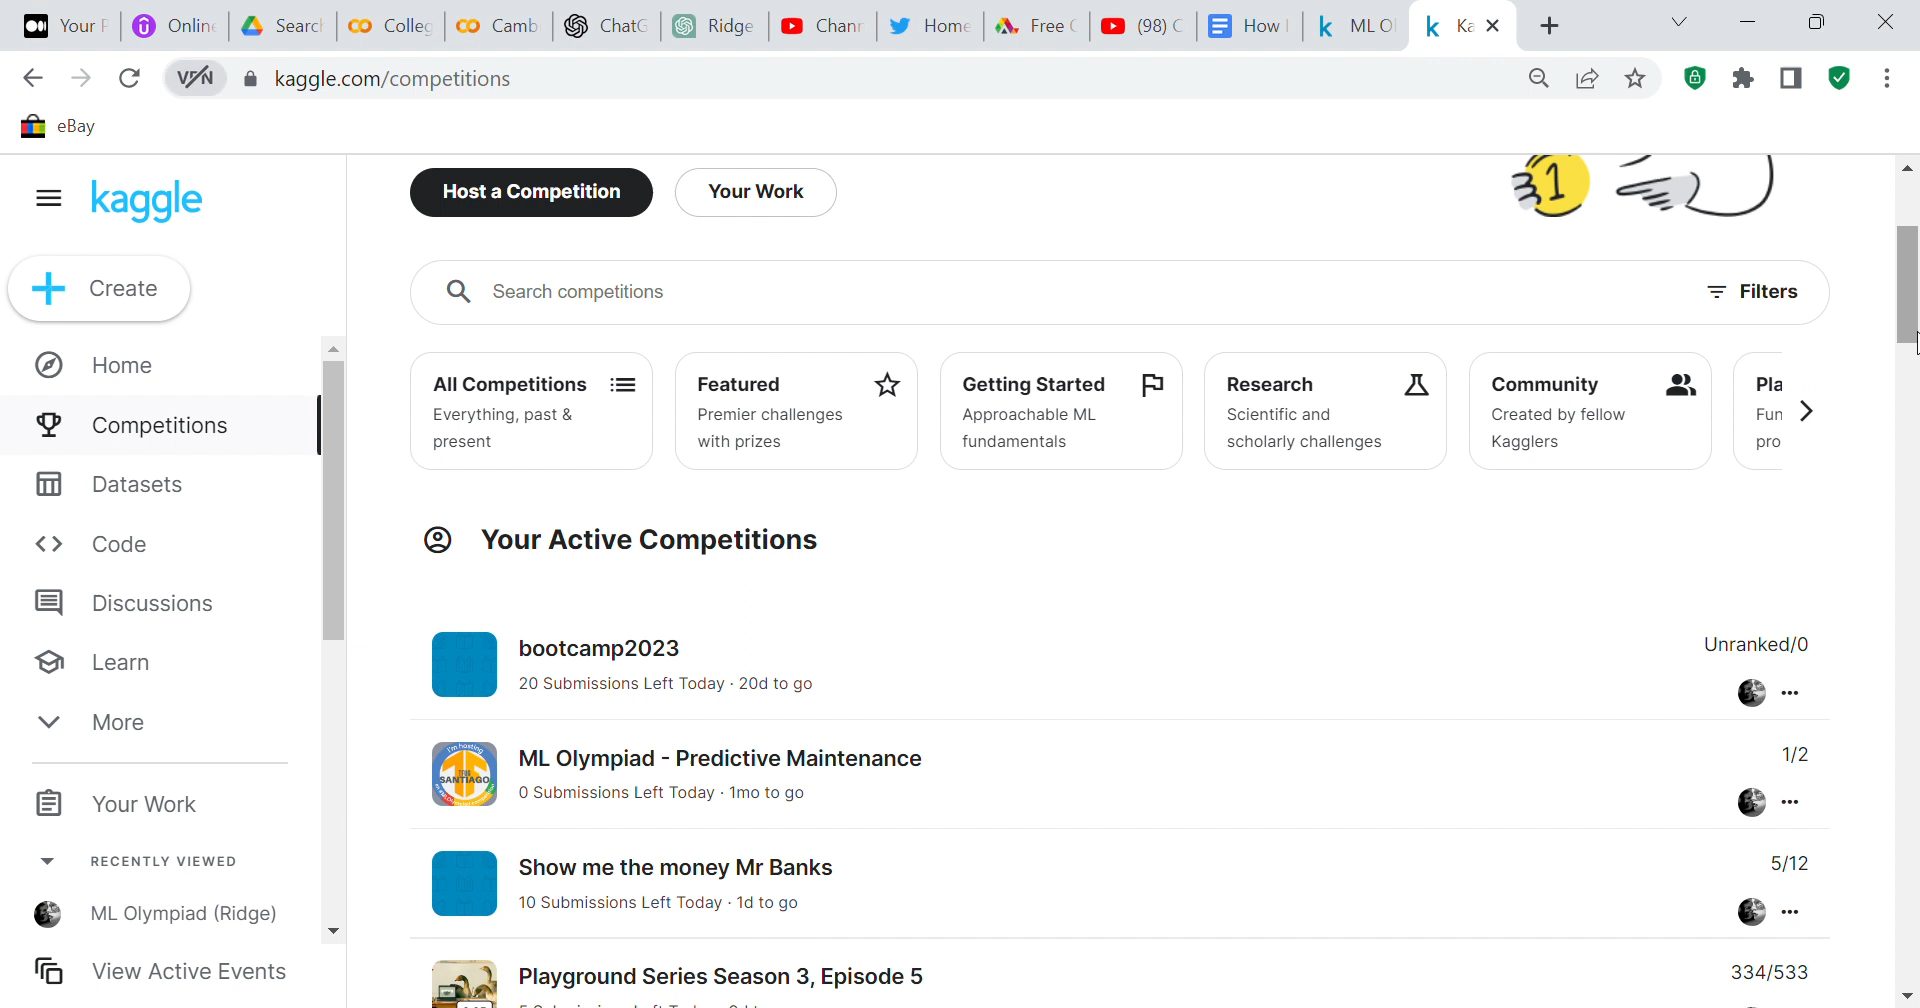 Your F
Online
Search
Colleg
Camb
ChatG
Ridge
Chann
Home
Free C
(98) C
How I
k ML Ol
k Ka
VPN
kaggle.com/competitions
eBay
kaggle
Host a Competition
Your Work
1
Create
Search competitions
Filters
Home
Competitions
Datasets
Code
Discussions
Learn
More
Your Work
RECENTLY VIEWED
ML Olympiad (Ridge)
View Active Events
All Competitions
Everything, past &
present
Featured
Premier challenges
with prizes
Getting Started
Approachable ML
fundamentals
Research
Scientific and
scholarly challenges
Community
Created by fellow
Kagglers
Pla
Fun
pro
Your Active Competitions
bootcamp2023
20 Submissions Left Today · 20d to go
Unranked/0
I'm hosting
SANTIAGO
ML Olympiad - Predictive Maintenance
0 Submissions Left Today · 1mo to go
1/2
Show me the money Mr Banks
10 Submissions Left Today · 1d to go
5/12
Playground Series Season 3, Episode 5
334/533